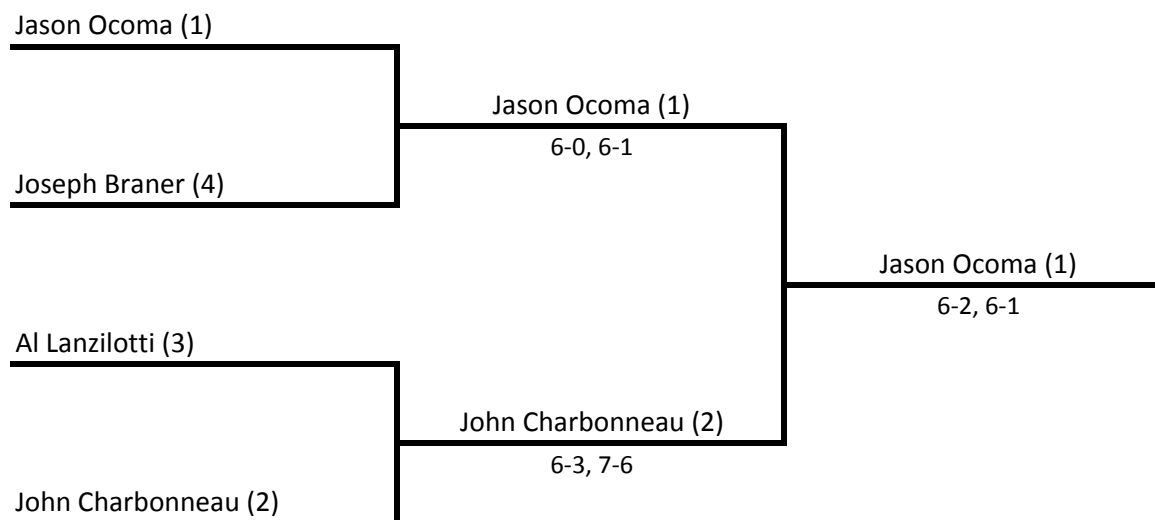 Jason Ocoma (1)
Jason Ocoma (1)
6-0, 6-1
Joseph Braner (4)
Jason Ocoma (1)
6-2, 6-1
Al Lanzilotti (3)
John Charbonneau (2)
6-3, 7-6
John Charbonneau (2)